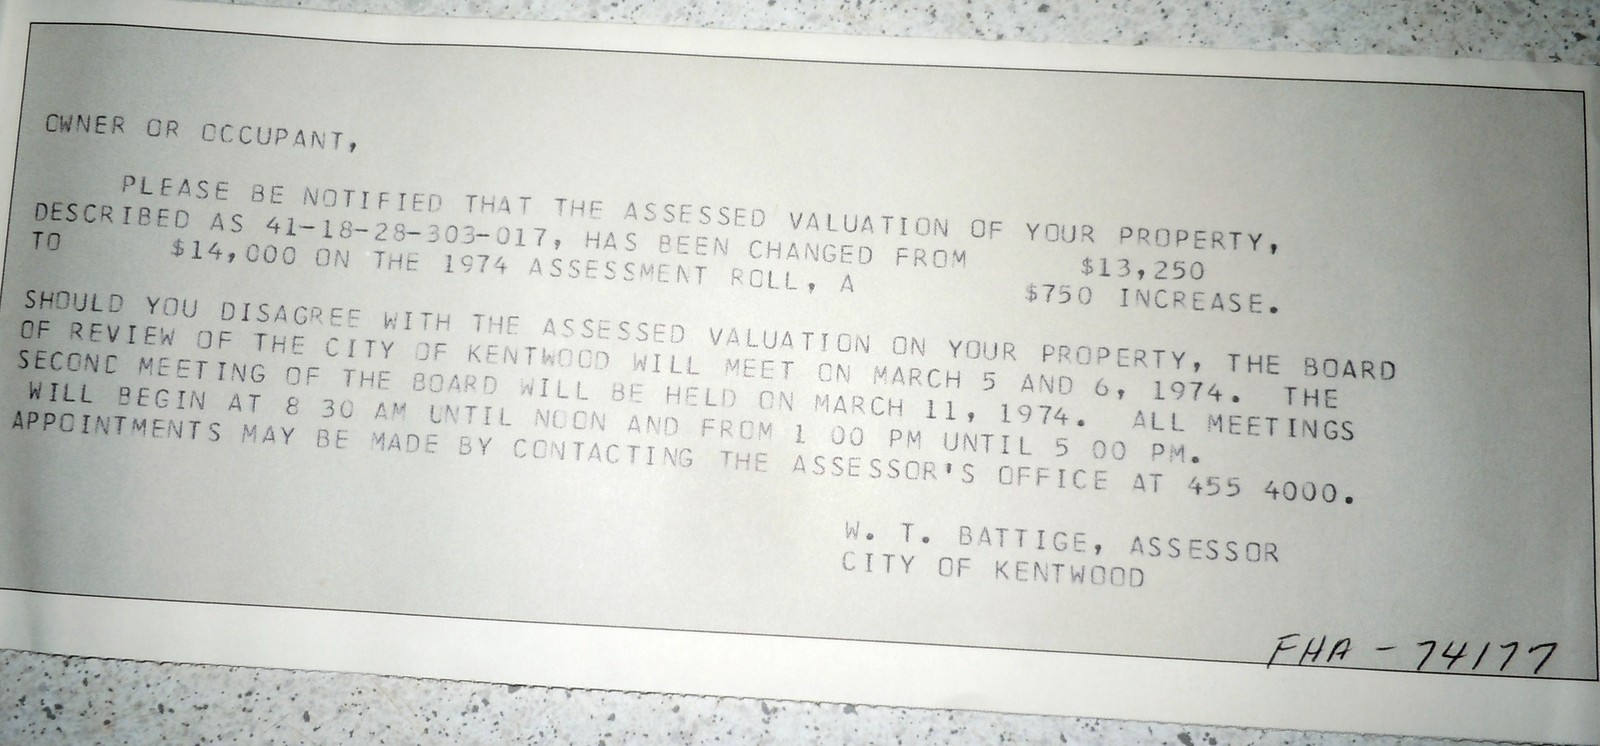 OWNER OR OCCUPANT,
PLEASE BE NOTIFIED THAT THE ASSESSED VALUATION OF YOUR PROPERTY,
DESCRIBED AS 41-18-28-303-017, HAS BEEN CHANGED FROM $13,250
TO $14,000 ON THE 1974 ASSESSMENT ROLL, A $750 INCREASE.
SHOULD YOU DISAGREE WITH THE ASSESSED VALUATION ON YOUR PROPERTY, THE BOARD
OF REVIEW OF THE CITY OF KENTWOOD WILL MEET ON MARCH 5 AND 6, 1974. THE
SECOND MEETING OF THE BOARD WILL BE HELD ON MARCH 11, 1974. ALL MEETINGS
WILL BEGIN AT 8 30 AM UNTIL NOON AND FROM 1 00 PM UNTIL 5 00 PM.
APPOINTMENTS MAY BE MADE BY CONTACTING THE ASSESSOR'S OFFICE AT 455 4000.
W. T. BATTIGE, ASSESSOR
CITY OF KENTWOOD
FHA - 74177